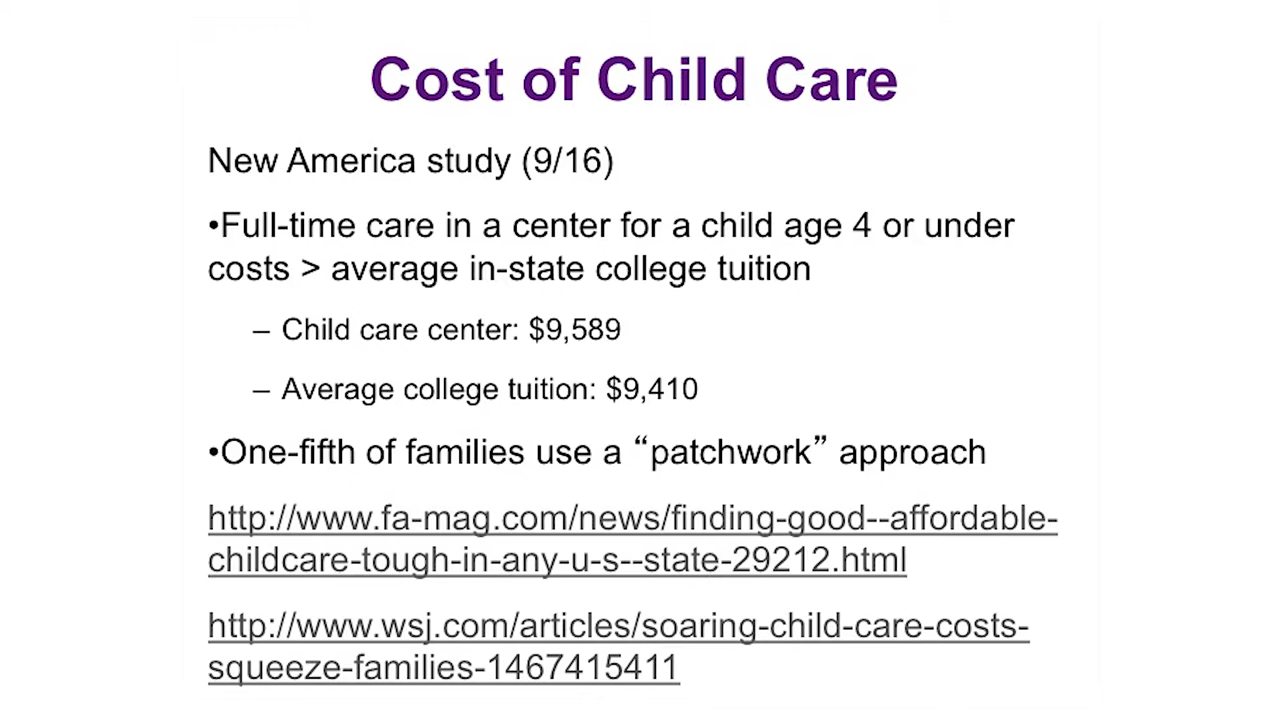 Cost of Child Care
New America study (9/16)
•Full-time care in a center for a child age 4 or under
costs > average in-state college tuition
– Child care center: $9,589
– Average college tuition: $9,410
•One-fifth of families use a “patchwork” approach
http://www.fa-mag.com/news/finding-good--affordable-
childcare-tough-in-any-u-s--state-29212.html
http://www.wsj.com/articles/soaring-child-care-costs-
squeeze-families-1467415411